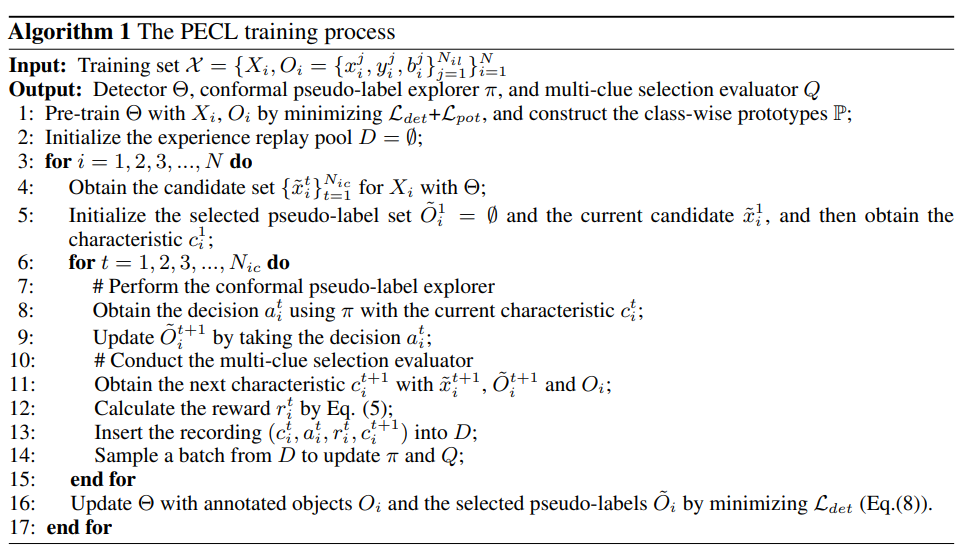 Algorithm 1 The PECL training process
Input: Training set $\mathcal{X} = \{X_i, O_i = \{x_i^j, y_i^j, b_i^j\}_{j=1}^{N_{il}}\}_{i=1}^{N}$
Output: Detector Θ, conformal pseudo-label explorer π, and multi-clue selection evaluator $Q$
1: Pre-train Θ with $X_i, O_i$ by minimizing $\mathcal{L}_{det}$+$\mathcal{L}_{pot}$, and construct the class-wise prototypes ℙ;
2: Initialize the experience replay pool $D = \emptyset$;
3: for $i = 1, 2, 3, ..., N$ do
4: Obtain the candidate set $\{\tilde{x}_i^t\}_{t=1}^{N_{ic}}$ for $X_i$ with Θ;
5: Initialize the selected pseudo-label set $\tilde{O}_i^1 = \emptyset$ and the current candidate $\tilde{x}_i^1$, and then obtain the
characteristic $c_i^1$;
6: for $t = 1, 2, 3, ..., N_{ic}$ do
7: # Perform the conformal pseudo-label explorer
8: Obtain the decision $a_i^t$ using π with the current characteristic $c_i^t$;
9: Update $\tilde{O}_i^{t+1}$ by taking the decision $a_i^t$;
10: # Conduct the multi-clue selection evaluator
11: Obtain the next characteristic $c_i^{t+1}$ with $\tilde{x}_i^{t+1}$, $\tilde{O}_i^{t+1}$ and $O_i$;
12: Calculate the reward $r_i^t$ by Eq. (5);
13: Insert the recording $(c_i^t, a_i^t, r_i^t, c_i^{t+1})$ into $D$;
14: Sample a batch from $D$ to update π and $Q$;
15: end for
16: Update Θ with annotated objects $O_i$ and the selected pseudo-labels $\tilde{O}_i$ by minimizing $\mathcal{L}_{det}$ (Eq.(8)).
17: end for